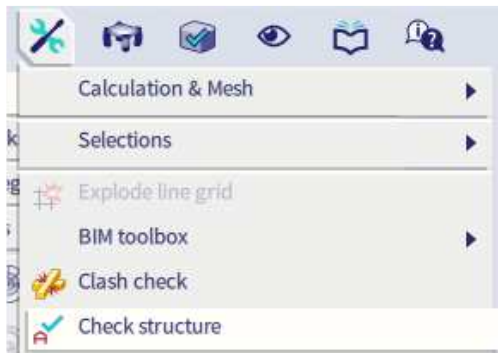 Calculation & Mesh
Selections
Explode line grid
BIM toolbox
Clash check
Check structure